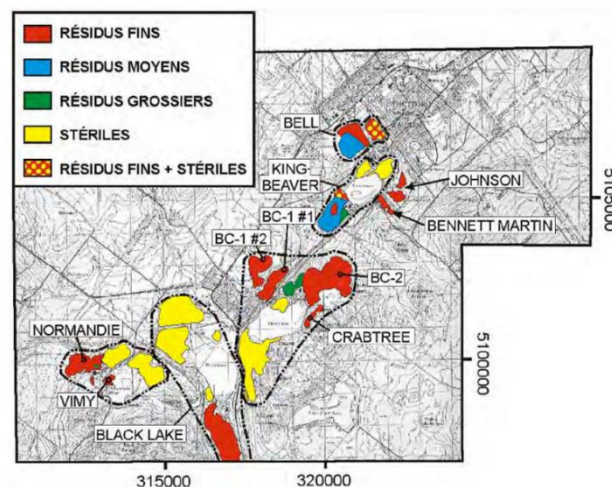 RÉSIDUS FINS
RÉSIDUS MOYENS
RÉSIDUS GROSSIERS
STÉRILES
RÉSIDUS FINS + STÉRILES
BELL
KING-
BEAVER
JOHNSON
BENNETT MARTIN
BC-1 #1
BC-1 #2
BC-2
CRABTREE
NORMANDIE
VIMY
BLACK LAKE
5105000
5100000
315000
320000